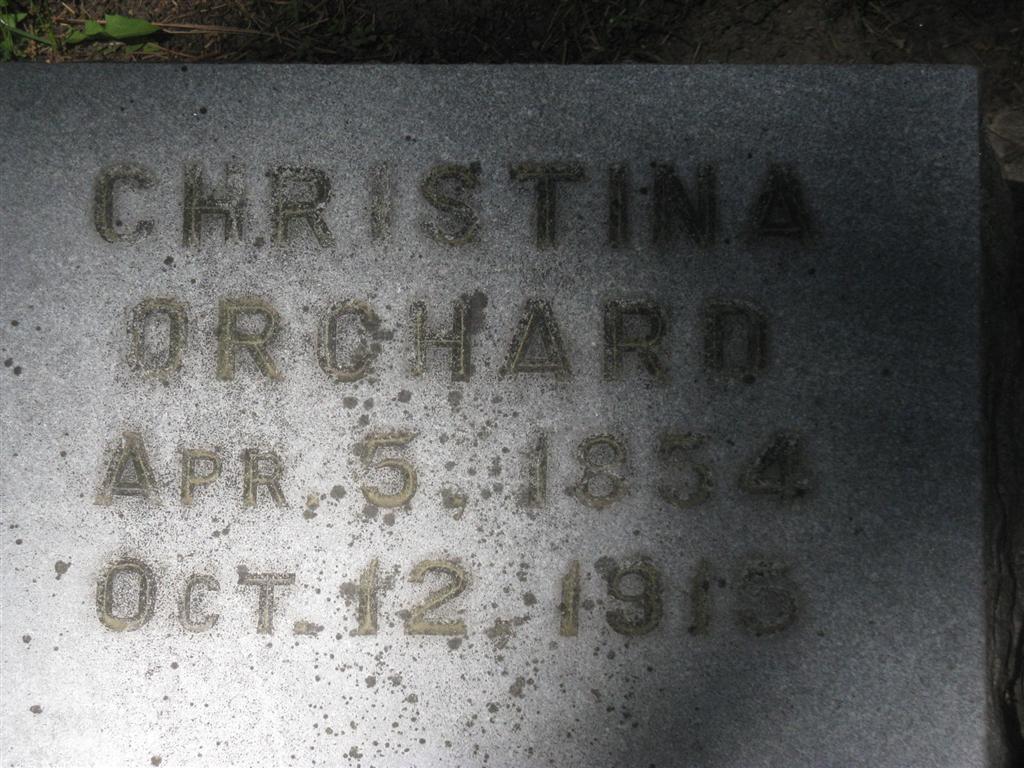 CHRISTINA
ORCHARD
APR. 5, 1854
OCT. 12, 1915